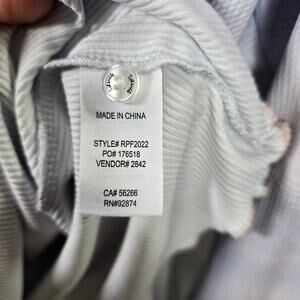 MADE IN CHINA
STYLE# RPF2022
PO# 176518
VENDOR# 2842
CA# 56266
RN#92874